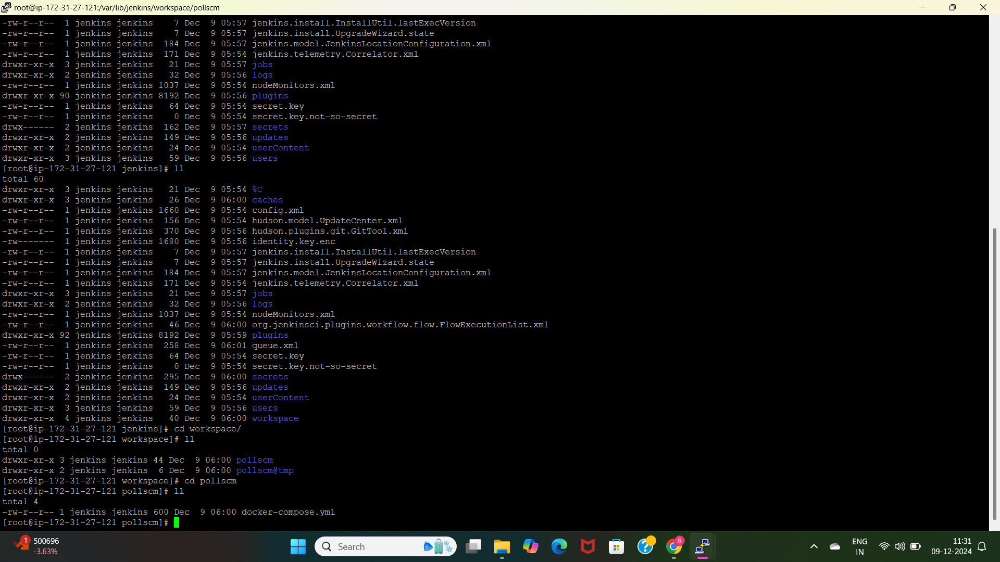 root@ip-172-31-27-121:/var/lib/jenkins/workspace/pollscm
-rw-r--r--  1 jenkins jenkins    7 Dec  9 05:57 jenkins.install.InstallUtil.lastExecVersion
-rw-r--r--  1 jenkins jenkins    7 Dec  9 05:57 jenkins.install.UpgradeWizard.state
-rw-r--r--  1 jenkins jenkins  184 Dec  9 05:57 jenkins.model.JenkinsLocationConfiguration.xml
-rw-r--r--  1 jenkins jenkins  171 Dec  9 05:54 jenkins.telemetry.Correlator.xml
drwxr-xr-x  3 jenkins jenkins   21 Dec  9 05:57 jobs
drwxr-xr-x  2 jenkins jenkins   32 Dec  9 05:56 logs
-rw-r--r--  1 jenkins jenkins 1037 Dec  9 05:54 nodeMonitors.xml
drwxr-xr-x 90 jenkins jenkins 8192 Dec  9 05:56 plugins
-rw-r--r--  1 jenkins jenkins   64 Dec  9 05:54 secret.key
-rw-r--r--  1 jenkins jenkins    0 Dec  9 05:54 secret.key.not-so-secret
drwx------  2 jenkins jenkins  162 Dec  9 05:57 secrets
drwxr-xr-x  2 jenkins jenkins  149 Dec  9 05:56 updates
drwxr-xr-x  2 jenkins jenkins   24 Dec  9 05:54 userContent
drwxr-xr-x  3 jenkins jenkins   59 Dec  9 05:56 users
[root@ip-172-31-27-121 jenkins]# ll
total 60
drwxr-xr-x  3 jenkins jenkins   21 Dec  9 05:54 %C
drwxr-xr-x  3 jenkins jenkins   26 Dec  9 06:00 caches
-rw-r--r--  1 jenkins jenkins 1660 Dec  9 05:54 config.xml
-rw-r--r--  1 jenkins jenkins  156 Dec  9 05:54 hudson.model.UpdateCenter.xml
-rw-r--r--  1 jenkins jenkins  370 Dec  9 05:56 hudson.plugins.git.GitTool.xml
-rw-------  1 jenkins jenkins 1680 Dec  9 05:56 identity.key.enc
-rw-r--r--  1 jenkins jenkins    7 Dec  9 05:57 jenkins.install.InstallUtil.lastExecVersion
-rw-r--r--  1 jenkins jenkins    7 Dec  9 05:57 jenkins.install.UpgradeWizard.state
-rw-r--r--  1 jenkins jenkins  184 Dec  9 05:57 jenkins.model.JenkinsLocationConfiguration.xml
-rw-r--r--  1 jenkins jenkins  171 Dec  9 05:54 jenkins.telemetry.Correlator.xml
drwxr-xr-x  3 jenkins jenkins   21 Dec  9 05:57 jobs
drwxr-xr-x  2 jenkins jenkins   32 Dec  9 05:56 logs
-rw-r--r--  1 jenkins jenkins 1037 Dec  9 05:54 nodeMonitors.xml
-rw-r--r--  1 jenkins jenkins   46 Dec  9 06:00 org.jenkinsci.plugins.workflow.flow.FlowExecutionList.xml
drwxr-xr-x 92 jenkins jenkins 8192 Dec  9 05:59 plugins
-rw-r--r--  1 jenkins jenkins  258 Dec  9 06:01 queue.xml
-rw-r--r--  1 jenkins jenkins   64 Dec  9 05:54 secret.key
-rw-r--r--  1 jenkins jenkins    0 Dec  9 05:54 secret.key.not-so-secret
drwx------  2 jenkins jenkins  295 Dec  9 06:00 secrets
drwxr-xr-x  2 jenkins jenkins  149 Dec  9 05:56 updates
drwxr-xr-x  2 jenkins jenkins   24 Dec  9 05:54 userContent
drwxr-xr-x  3 jenkins jenkins   59 Dec  9 05:56 users
drwxr-xr-x  4 jenkins jenkins   40 Dec  9 06:00 workspace
[root@ip-172-31-27-121 jenkins]# cd workspace/
[root@ip-172-31-27-121 workspace]# ll
total 0
drwxr-xr-x 3 jenkins jenkins 44 Dec  9 06:00 pollscm
drwxr-xr-x 2 jenkins jenkins  6 Dec  9 06:00 pollscm@tmp
[root@ip-172-31-27-121 workspace]# cd pollscm
[root@ip-172-31-27-121 pollscm]# ll
total 4
-rw-r--r-- 1 jenkins jenkins 600 Dec  9 06:00 docker-compose.yml
[root@ip-172-31-27-121 pollscm]#
1
500696
-3.63%
Search
B
ENG
IN
11:31
09-12-2024